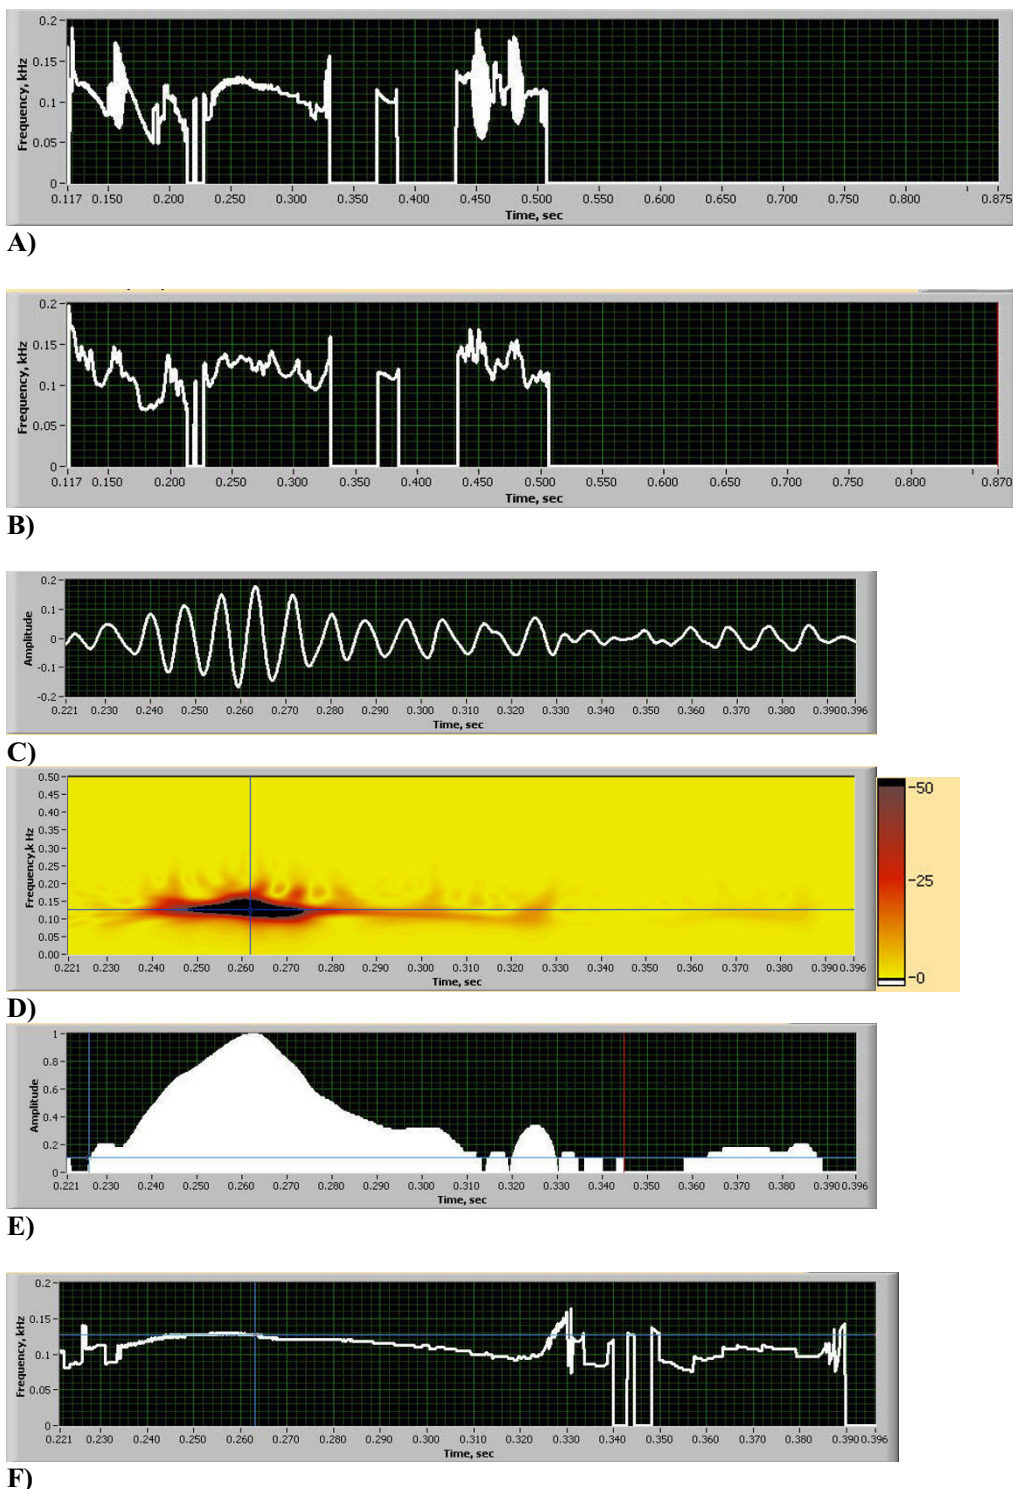 0.2
0.15
0.1
0.05
0
Frequency, kHz
0.117 0.150 0.200 0.250 0.300 0.350 0.400 0.450 0.500 0.550 0.600 0.650 0.700 0.750 0.800 0.875
Time, sec
A)
0.2
0.15
0.1
0.05
0
Frequency, kHz
0.117 0.150 0.200 0.250 0.300 0.350 0.400 0.450 0.500 0.550 0.600 0.650 0.700 0.750 0.800 0.870
Time, sec
B)
0.2
0.1
0
-0.1
-0.2
Amplitude
0.221 0.230 0.240 0.250 0.260 0.270 0.280 0.290 0.300 0.310 0.320 0.330 0.340 0.350 0.360 0.370 0.380 0.390 0.396
Time, sec
C)
0.50
0.45
0.40
0.35
0.30
0.25
0.20
0.15
0.10
0.05
0.00
Frequency,k Hz
0.221 0.230 0.240 0.250 0.260 0.270 0.280 0.290 0.300 0.310 0.320 0.330 0.340 0.350 0.360 0.370 0.380 0.390 0.396
Time, sec
50
25
0
D)
1
0.8
0.6
0.4
0.2
0
Amplitude
0.221 0.230 0.240 0.250 0.260 0.270 0.280 0.290 0.300 0.310 0.320 0.330 0.340 0.350 0.360 0.370 0.380 0.390 0.396
Time, sec
E)
0.2
0.15
0.1
0.05
0
Frequency, kHz
0.221 0.230 0.240 0.250 0.260 0.270 0.280 0.290 0.300 0.310 0.320 0.330 0.340 0.350 0.360 0.370 0.380 0.390 0.396
Time, sec
F)